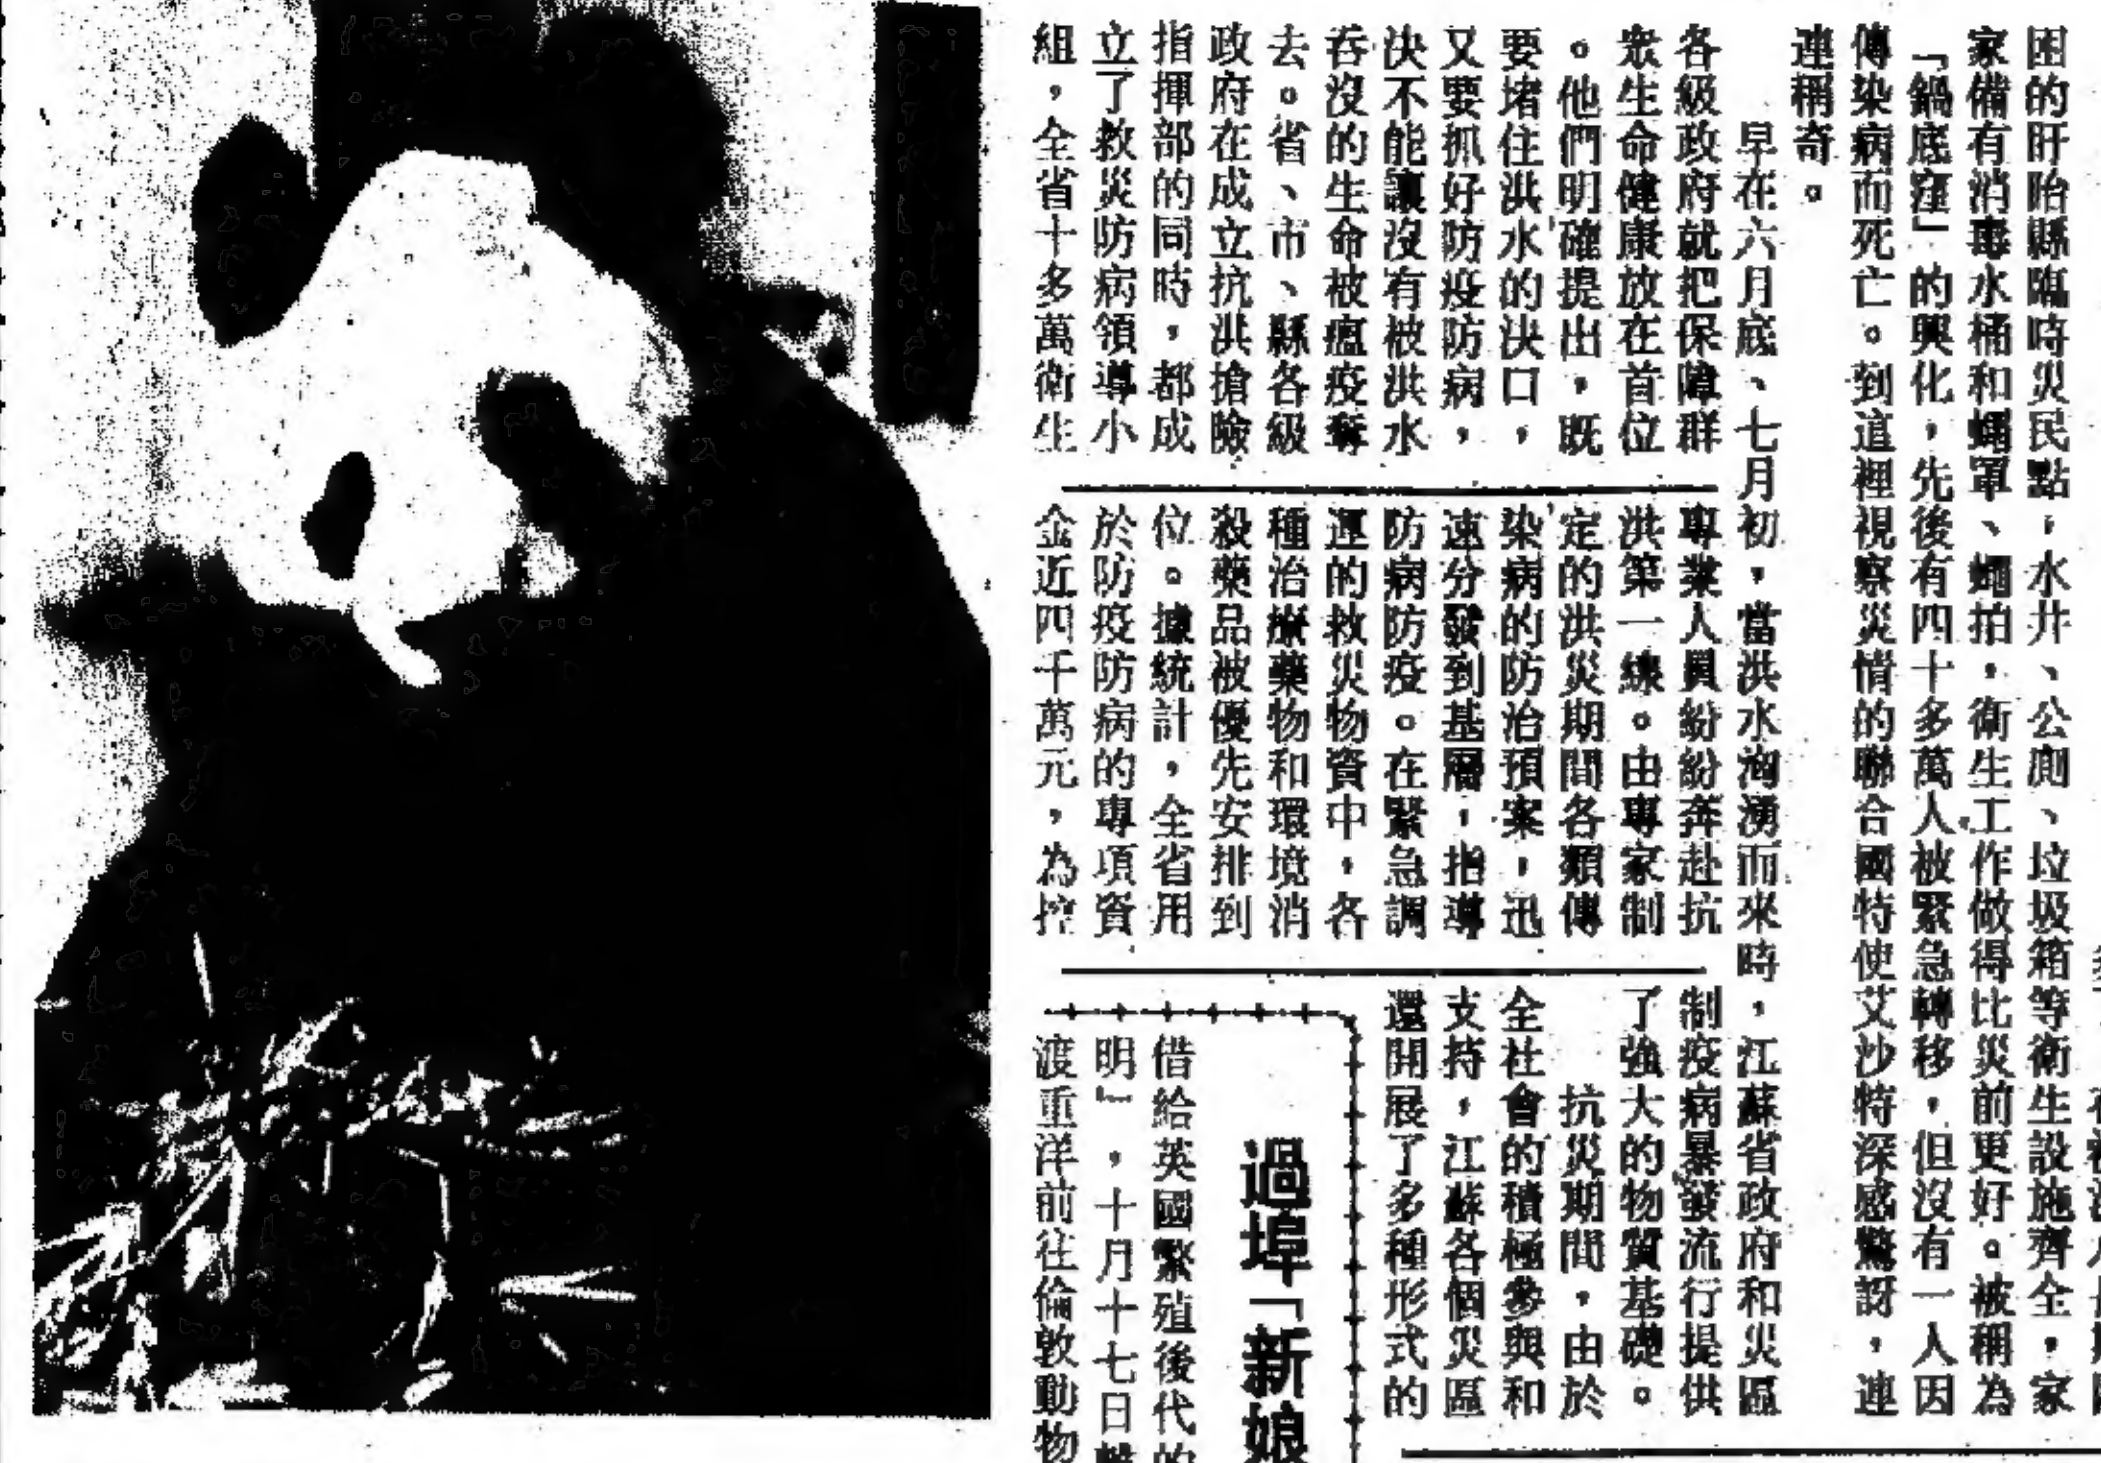 困的盱眙縣臨時災民點，水井、公廁、垃圾箱等衛生設施齊全，家
家備有消毒水桶和蠅罩、蠅拍，衛生工作做得比災前更好。被稱為
「鍋底窪」的興化，先後有四十多萬人被緊急轉移，但沒有一人因
傳染病而死亡。到這裡視察災情的聯合國特使艾沙特深感驚訝，連
連稱奇。
早在六月底、七月初，當洪水洶湧而來時，江蘇省政府和災區
各級政府就把保障群
眾生命健康放在首位
。他們明確提出，既
要堵住洪水的決口，
又要抓好防疫防病，
決不能讓沒有被洪水
吞沒的生命被瘟疫奪
去。省、市、縣各級
政府在成立抗洪搶險
指揮部的同時，都成
立了救災防病領導小
組，全省十多萬衛生
專業人員紛紛奔赴抗
洪第一線。由專家制
定的洪災期間各類傳
染病的防治預案，迅
速分發到基層，指導
防病防疫。在緊急調
運的救災物資中，各
種治療藥物和環境消
殺藥品被優先安排到
位。據統計，全省用
於防疫防病的專項資
金近四千萬元，為控
制疫病暴發流行提供
了強大的物質基礎。
抗災期間，由於
全社會的積極參與和
支持，江蘇各個災區
還開展了多種形式的
過埠「新娘
借給英國繁殖後代的
明」，十月十七日
渡重洋前往倫敦動物